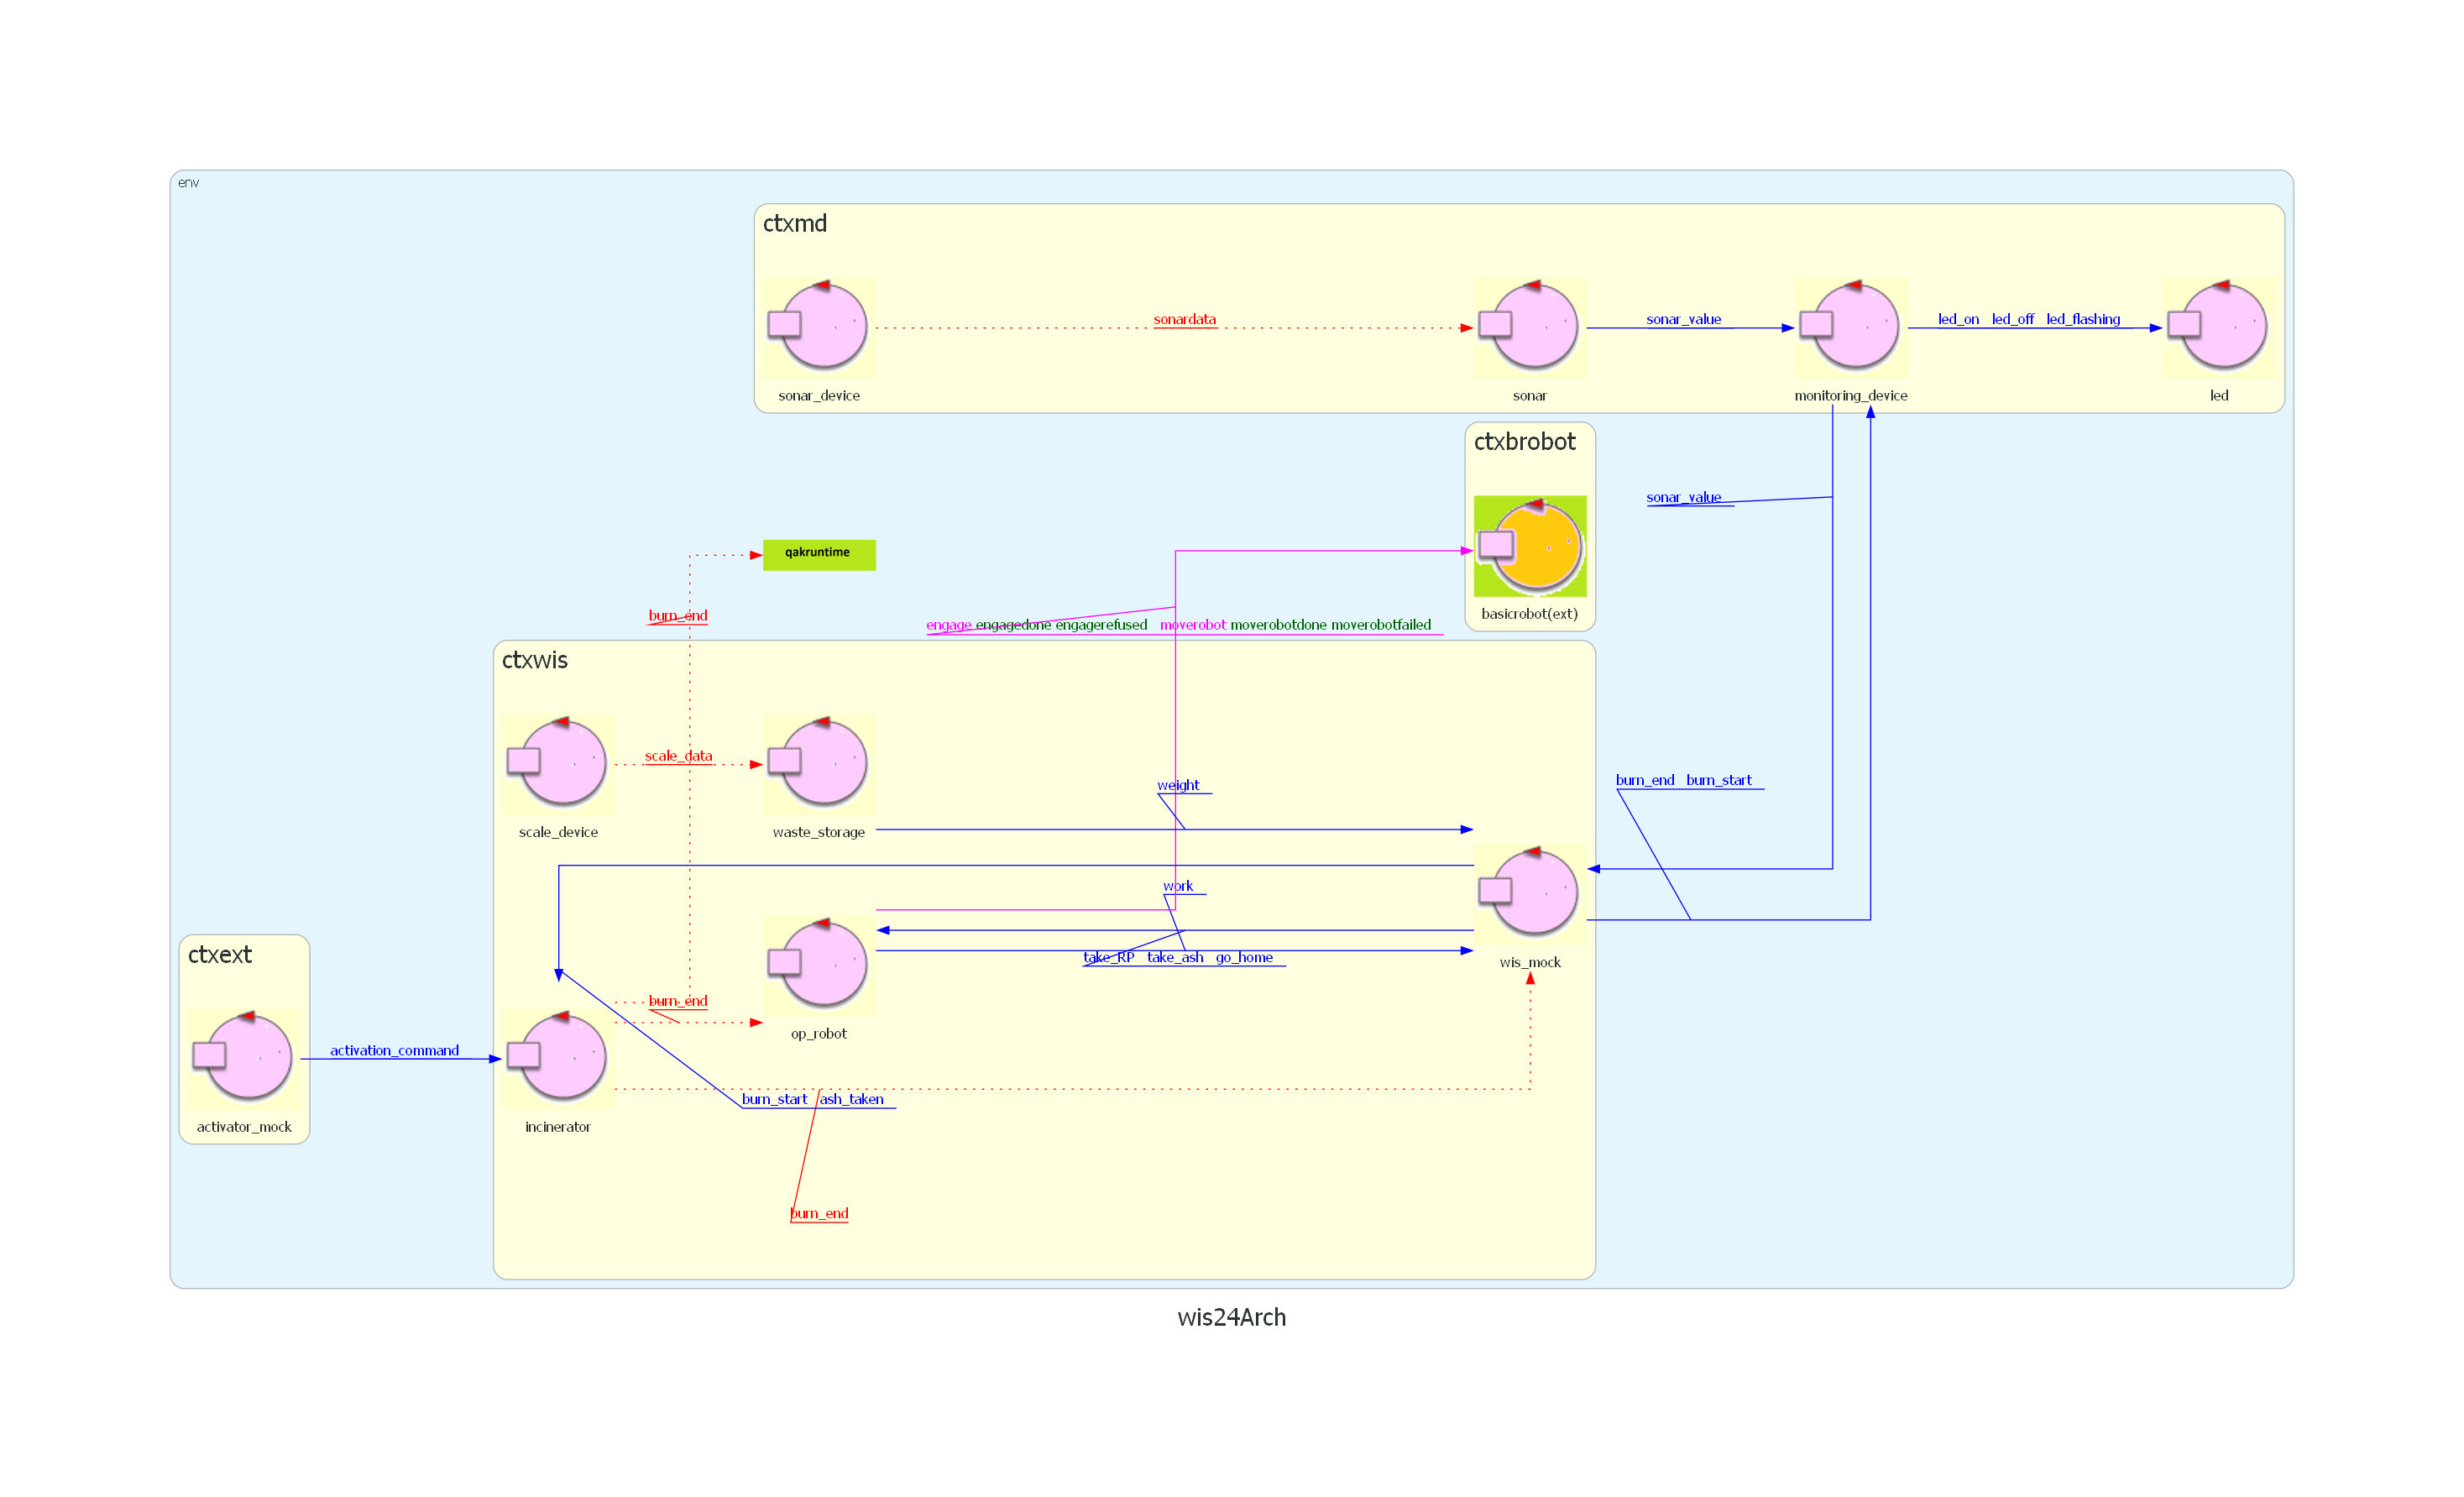 env
ctxmd
sonardata
sonar_value
led_on led_off led_flashing
sonar_device
sonar
monitoring_device
led
ctxbrobot
sonar_value
qakruntime
basicrobot(ext)
burn_end
engage engagedone engagerefused moverobot moverobotdone moverobotfailed
ctxwis
scale_data
weight
burn_end burn_start
scale_device
waste_storage
work
take_RP take_ash go_home
wis_mock
ctxext
burn_end
op_robot
activation_command
burn_start ash_taken
activator_mock
incinerator
burn_end
wis24Arch